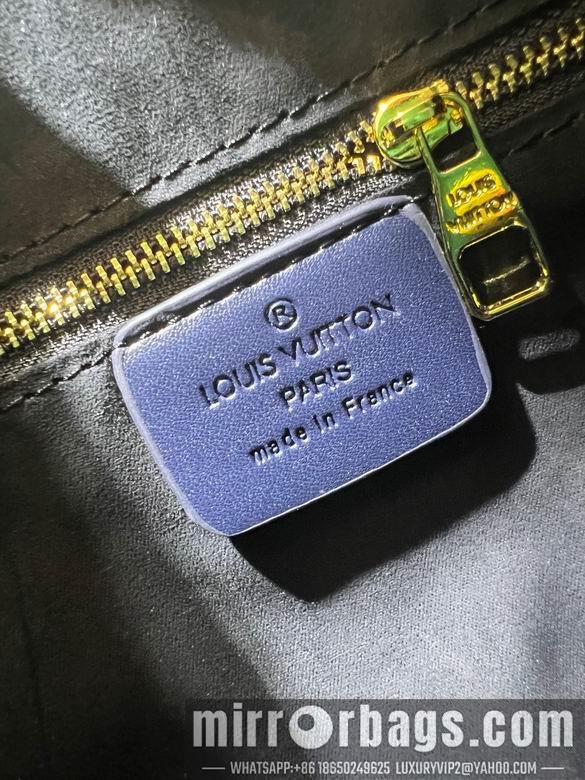 LOUIS
VUITTON
®
LOUIS VUITTON
PARIS
made in France
mirrorbags.com
WHATSAPP:+86 18650249625 LUXURYVIP2@YAHOO.COM